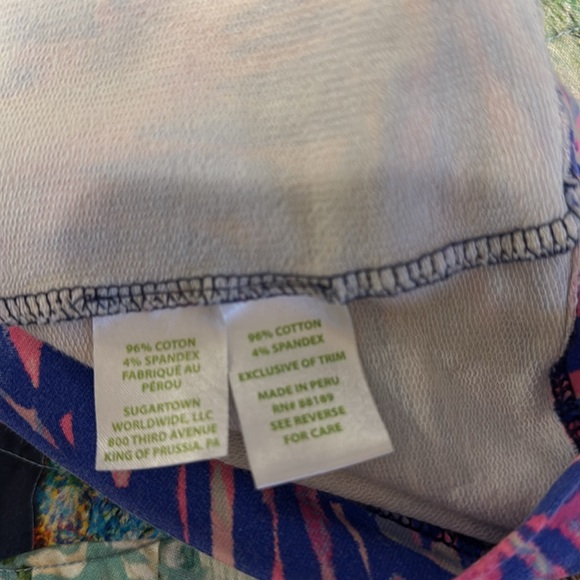 96% COTON
4% SPANDEX
FABRIQUÉ AU
PÉROU
SUGARTOWN
WORLDWIDE, LLC
800 THIRD AVENUE
KING OF PRUSSIA, PA
96% COTTON
4% SPANDEX
EXCLUSIVE OF TRIM
MADE IN PERU
RN# 88189
SEE REVERSE
FOR CARE